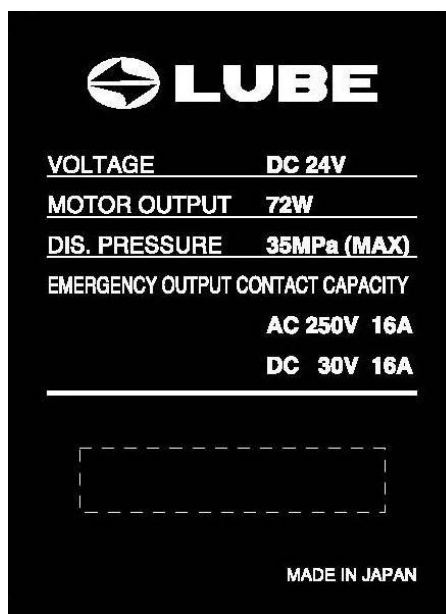 LUBE
VOLTAGE DC 24V
MOTOR OUTPUT 72W
DIS. PRESSURE 35MPa (MAX)
EMERGENCY OUTPUT CONTACT CAPACITY
AC 250V 16A
DC 30V 16A
MADE IN JAPAN